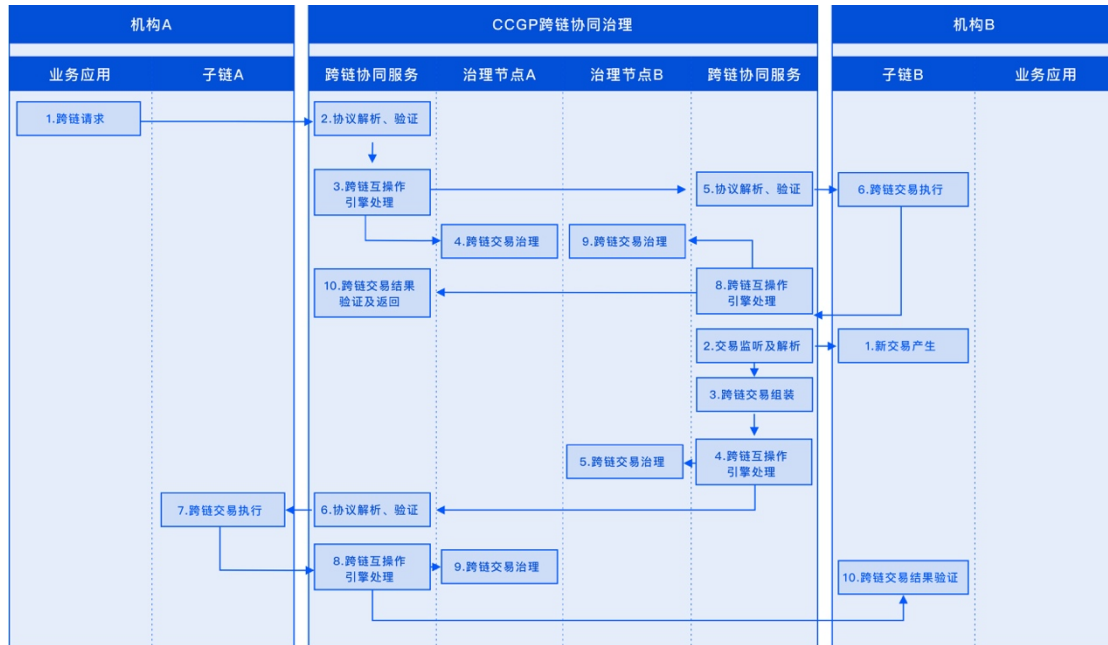 机构A
CCGP跨链协同治理
机构B
业务应用
子链A
跨链协同服务
治理节点A
治理节点B
跨链协同服务
子链B
业务应用
1.跨链请求
2.协议解析、验证
3.跨链互操作
引擎处理
5.协议解析、验证
6.跨链交易执行
4.跨链交易治理
9.跨链交易治理
10.跨链交易结果
验证及返回
8.跨链互操作
引擎处理
2.交易监听及解析
1.新交易产生
3.跨链交易组装
5.跨链交易治理
4.跨链互操作
引擎处理
7.跨链交易执行
6.协议解析、验证
8.跨链互操作
引擎处理
9.跨链交易治理
10.跨链交易结果验证